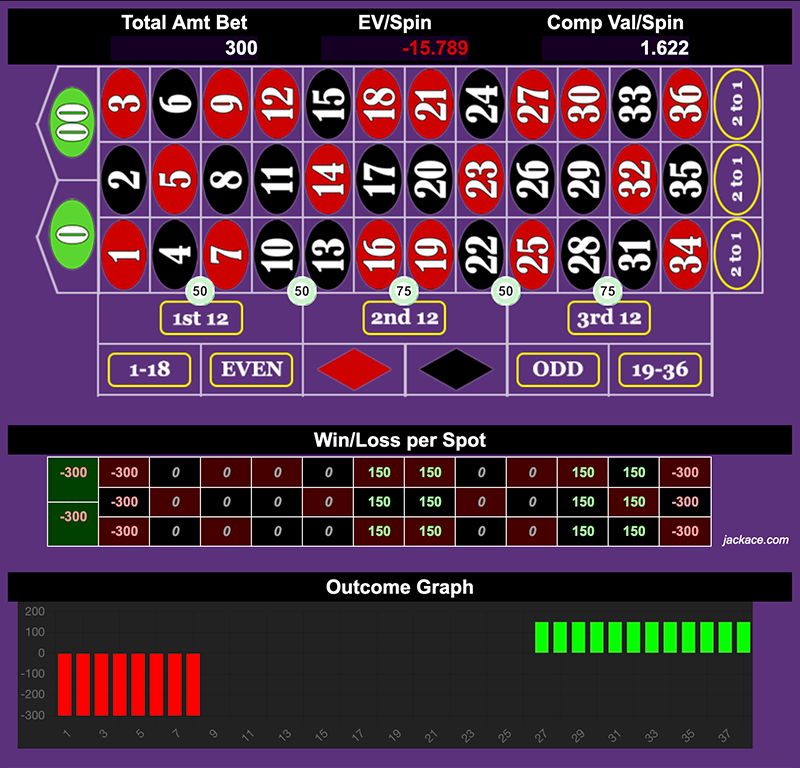 Total Amt Bet EV/Spin Comp Val/Spin
300 -15.789 1.622
00 3 6 9 12 15 18 21 24 27 30 33 36 2 to 1
2 5 8 11 14 17 20 23 26 29 32 35 2 to 1
0 1 4 7 10 13 16 19 22 25 28 31 34 2 to 1
50 50 75 50 75
1st 12 2nd 12 3rd 12
1-18 EVEN ODD 19-36
Win/Loss per Spot
-300 -300 0 0 0 0 150 150 0 0 150 150 -300
-300 0 0 0 0 150 150 0 0 150 150 -300
-300 -300 0 0 0 0 150 150 0 0 150 150 -300
jackace.com
Outcome Graph
200
100
0
-100
-200
-300
1 3 5 7 9 11 13 15 17 19 21 23 25 27 29 31 33 35 37